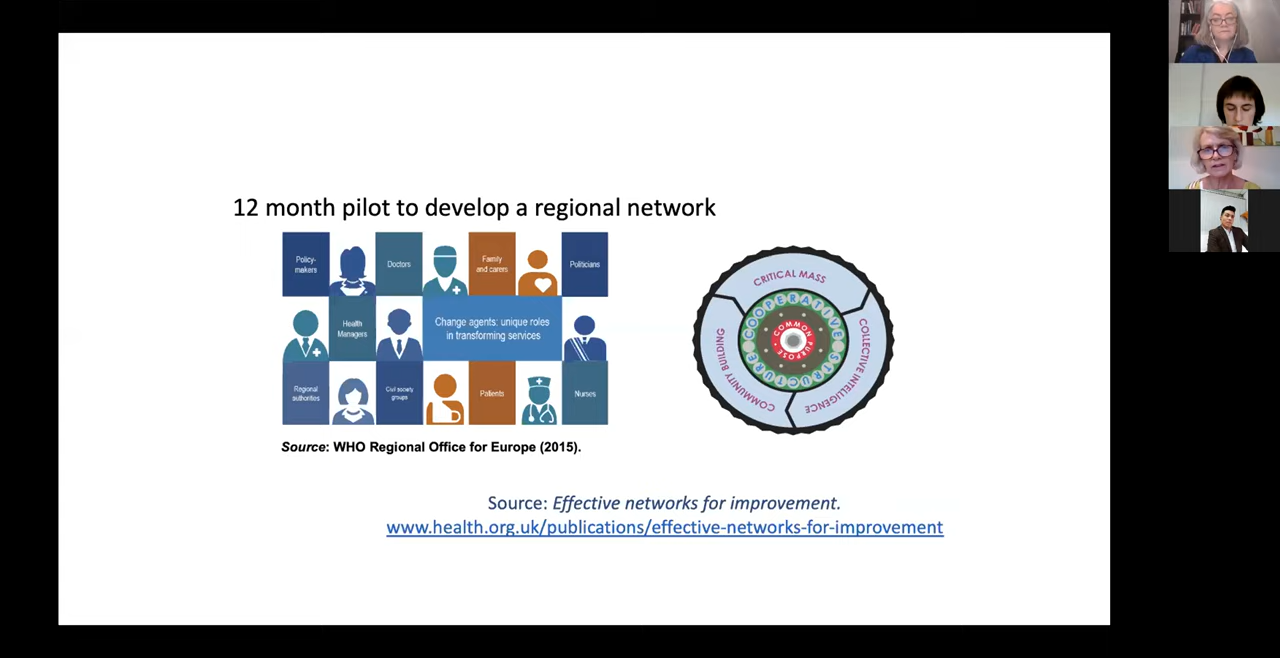 12 month pilot to develop a regional network
Policy-
makers
Doctors
Family
and carers
Politicians
Health
Managers
Change agents: unique roles
in transforming services
Regional
authorities
Civil society
groups
Patients
Nurses
CRITICAL MASS
COLLECTIVE INTELLIGENCE
COMMUNITY BUILDING
COOPERATIVE
STRUCTURE
COMMON
PURPOSE
Source: WHO Regional Office for Europe (2015).
Source: Effective networks for improvement.
www.health.org.uk/publications/effective-networks-for-improvement